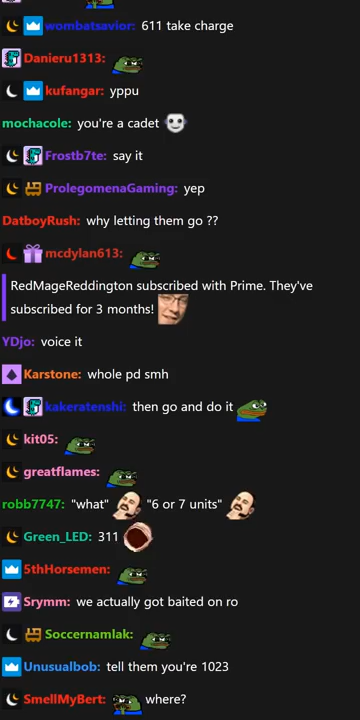 wombatsavior: 611 take charge
Danieru1313:
kufangar: yppu
mochacole: you're a cadet
Frostb7te: say it
ProlegomenaGaming: yep
DatboyRush: why letting them go ??
mcdylan613:
RedMageReddington subscribed with Prime. They've
subscribed for 3 months!
YDjo: voice it
Karstone: whole pd smh
kakeratenshi: then go and do it
kit05:
greatflames:
robb7747: "what" "6 or 7 units"
Green_LED: 311
5thHorsemen:
Srymm: we actually got baited on ro
Soccernamlak:
Unusualbob: tell them you're 1023
SmellMyBert: where?